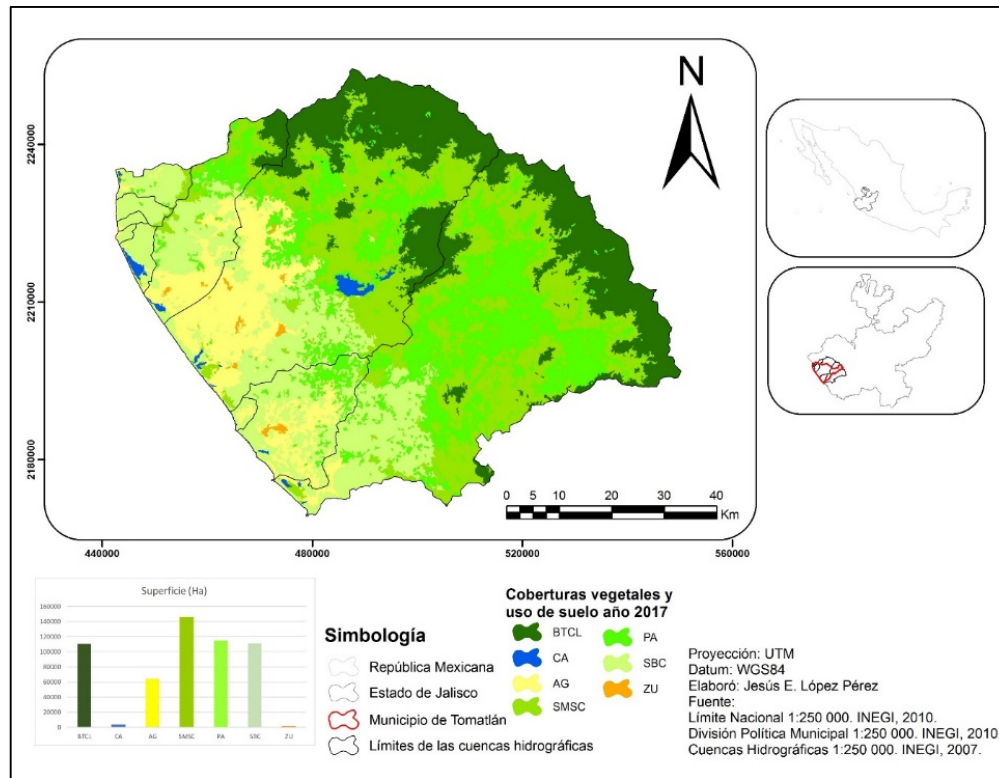 N
2240000
2210000
2180000
440000
480000
520000
560000
0 5 10 20 30 40
Km
Superficie (Ha)
160000
140000
120000
100000
80000
60000
40000
20000
0
BTCL CA AG SMSC PA SBC ZU
Simbología
República Mexicana
Estado de Jalisco
Municipio de Tomatlán
Límites de las cuencas hidrográficas
Coberturas vegetales y
uso de suelo año 2017
BTCL
CA
AG
SMSC
PA
SBC
ZU
Proyección: UTM
Datum: WGS84
Elaboró: Jesús E. López Pérez
Fuente:
Límite Nacional 1:250 000. INEGI, 2010.
División Política Municipal 1:250 000. INEGI, 2010
Cuencas Hidrográficas 1:250 000. INEGI, 2007.